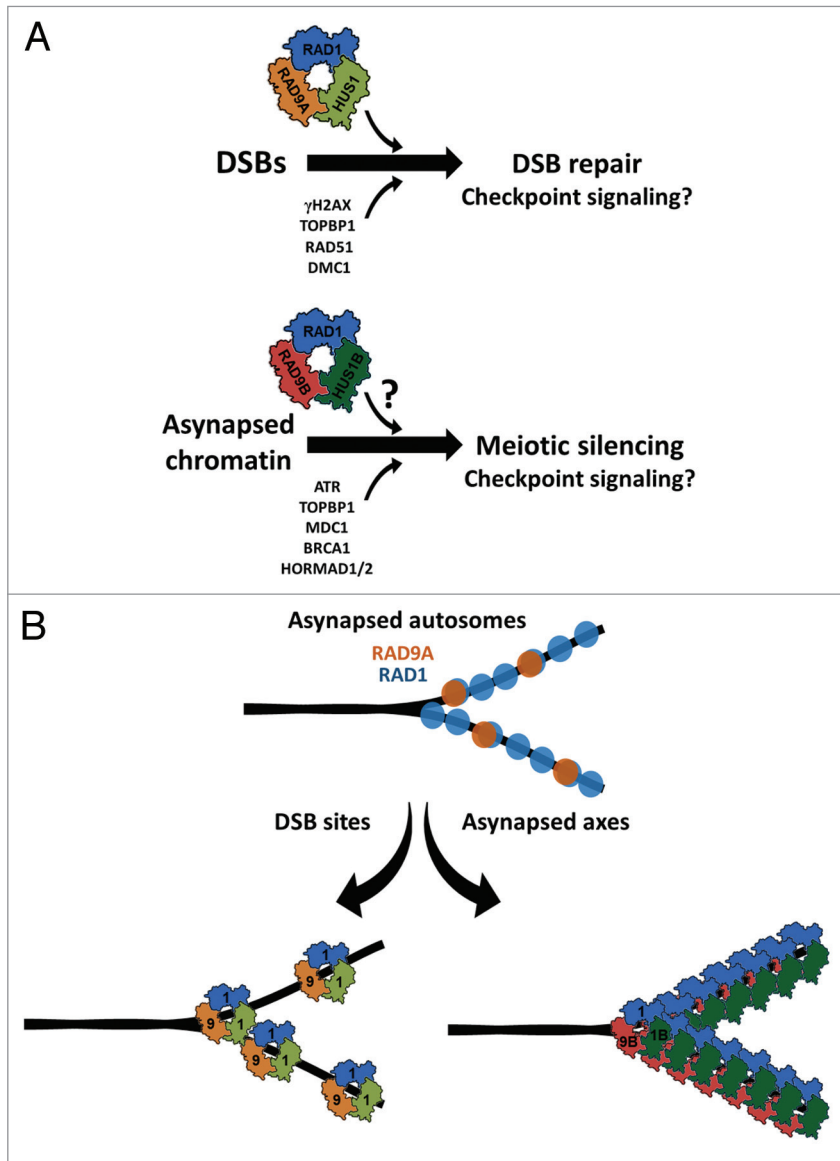 A
RAD1
RAD9A
HUS1
DSBs
DSB repair
Checkpoint signaling?
γH2AX
TOPBP1
RAD51
DMC1
RAD1
RAD9B
HUS1B
?
Asynapsed
chromatin
Meiotic silencing
Checkpoint signaling?
ATR
TOPBP1
MDC1
BRCA1
HORMAD1/2
B
Asynapsed autosomes
RAD9A
RAD1
DSB sites
Asynapsed axes
1
9
1
1
9
1
1
9
1
1
9
1
1
9B
1B